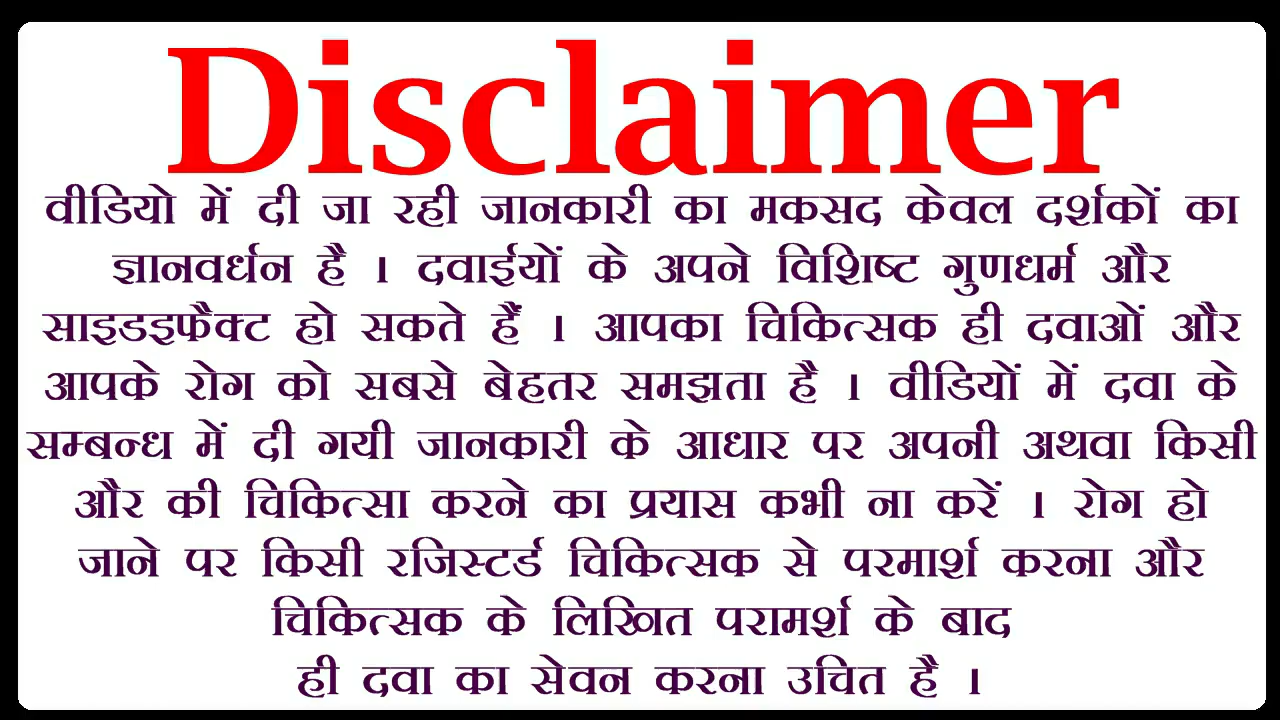 Disclaimer
वीडियो में दी जा रही जानकारी का मकसद केवल दर्शकों का
ज्ञानवर्धन है । दवाईयों के अपने विशिष्ट गुणधर्म और
साइडइफैक्ट हो सकते हैं । आपका चिकित्सक ही दवाओं और
आपके रोग को सबसे बेहतर समझता है । वीडियों में दवा के
सम्बन्ध में दी गयी जानकारी के आधार पर अपनी अथवा किसी
और की चिकित्सा करने का प्रयास कभी ना करें । रोग हो
जाने पर किसी रजिस्टर्ड चिकित्सक से परमार्श करना और
चिकित्सक के लिखित परामर्श के बाद
ही दवा का सेवन करना उचित है ।